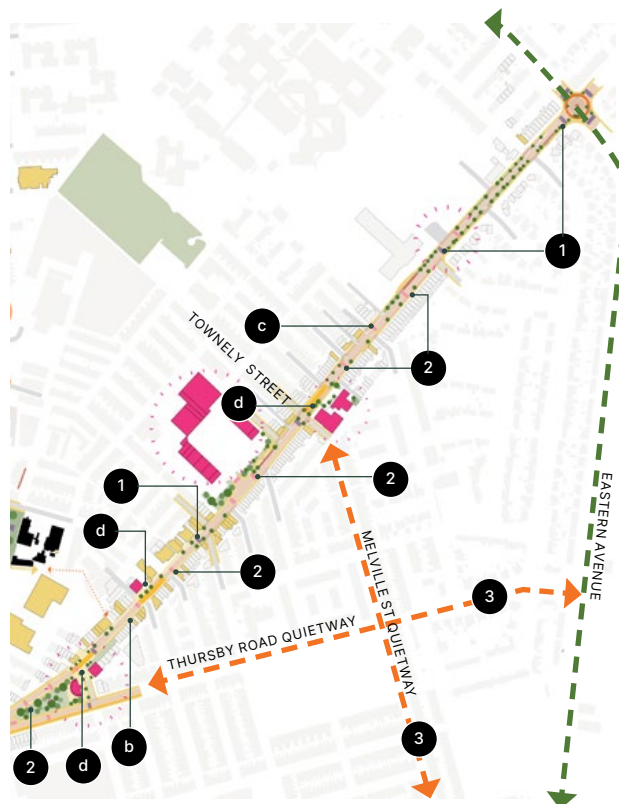 1
c
TOWNELY STREET
2
d
2
1
EASTERN AVENUE
d
2
MELVILLE ST QUIETWAY
3
THURSBY ROAD QUIETWAY
3
b
d
2